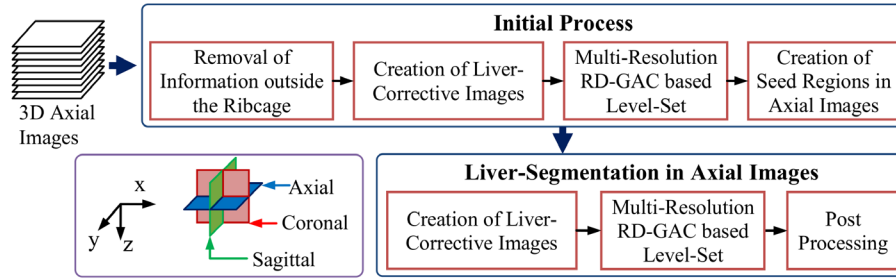 3D Axial
Images
Initial Process
Removal of
Information outside
the Ribcage
Creation of Liver-
Corrective Images
Multi-Resolution
RD-GAC based
Level-Set
Creation of
Seed Regions in
Axial Images
x
y
z
Axial
Coronal
Sagittal
Liver-Segmentation in Axial Images
Creation of Liver-
Corrective Images
Multi-Resolution
RD-GAC based
Level-Set
Post
Processing